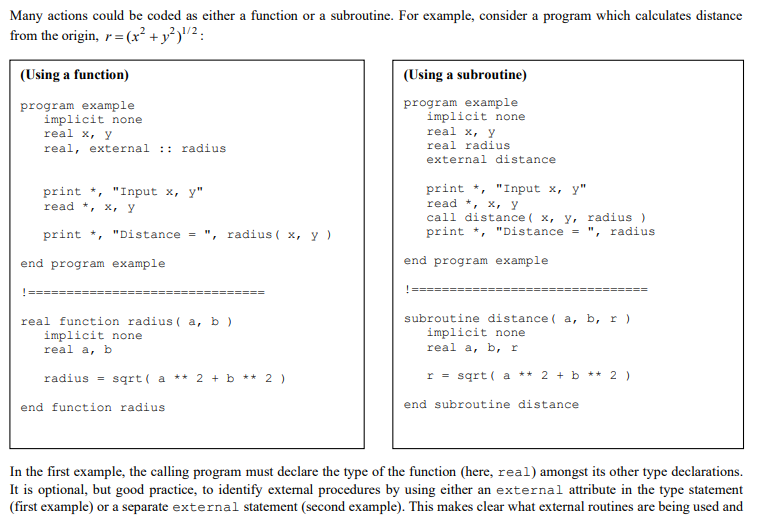 Many actions could be coded as either a function or a subroutine. For example, consider a program which calculates distance
from the origin, r = (x² + y²)^1/2 :
(Using a function)
program example
   implicit none
   real x, y
   real, external :: radius
   print *, "Input x, y"
   read *, x, y
   print *, "Distance = ", radius( x, y )
end program example
!=================================
real function radius( a, b )
   implicit none
   real a, b
   radius = sqrt( a ** 2 + b ** 2 )
end function radius
(Using a subroutine)
program example
   implicit none
   real x, y
   real radius
   external distance
   print *, "Input x, y"
   read *, x, y
   call distance( x, y, radius )
   print *, "Distance = ", radius
end program example
!=================================
subroutine distance( a, b, r )
   implicit none
   real a, b, r
   r = sqrt( a ** 2 + b ** 2 )
end subroutine distance
In the first example, the calling program must declare the type of the function (here, real) amongst its other type declarations.
It is optional, but good practice, to identify external procedures by using either an external attribute in the type statement
(first example) or a separate external statement (second example). This makes clear what external routines are being used and